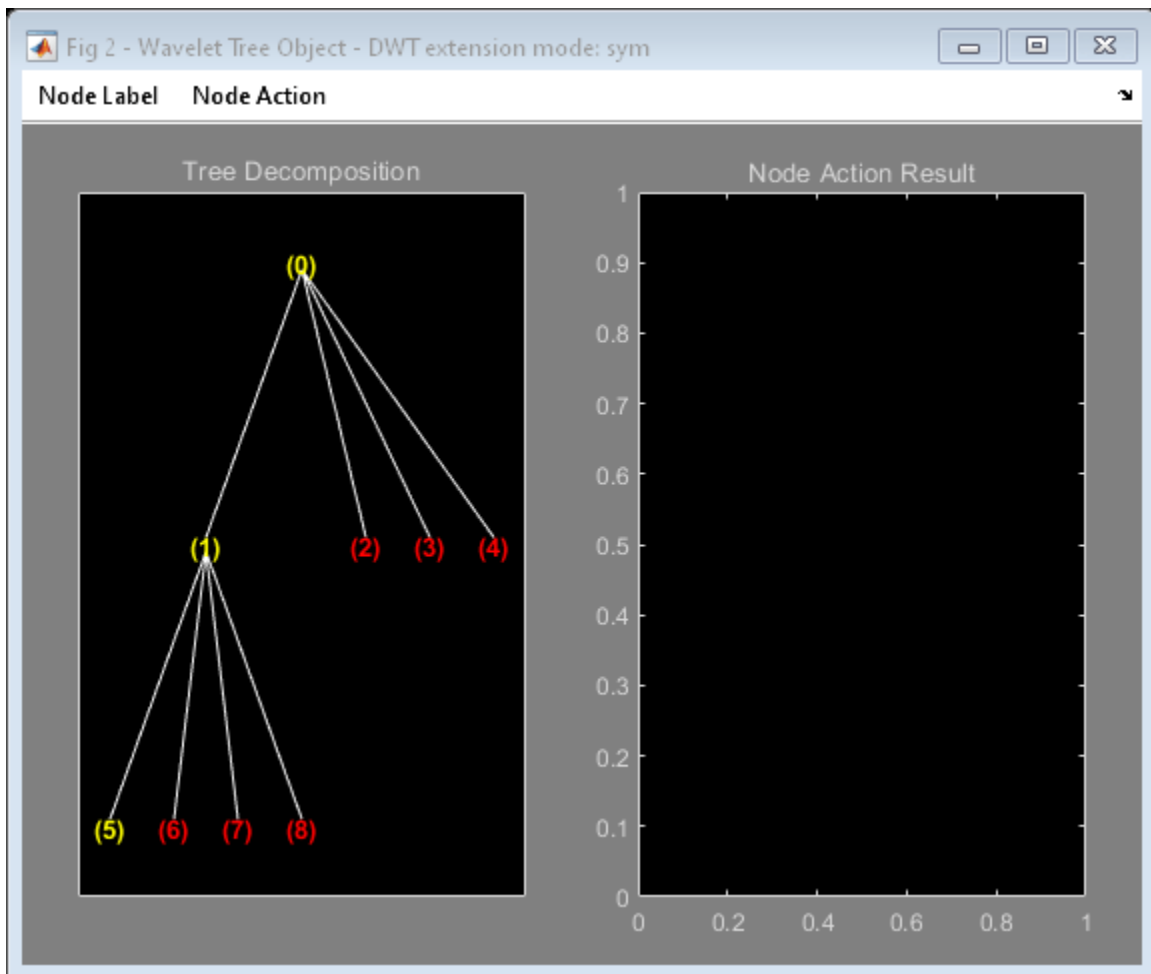 Fig 2 - Wavelet Tree Object - DWT extension mode: sym
Node Label Node Action
Tree Decomposition
(0)
(1) (2) (3) (4)
(5) (6) (7) (8)
Node Action Result
1
0.9
0.8
0.7
0.6
0.5
0.4
0.3
0.2
0.1
0
0 0.2 0.4 0.6 0.8 1